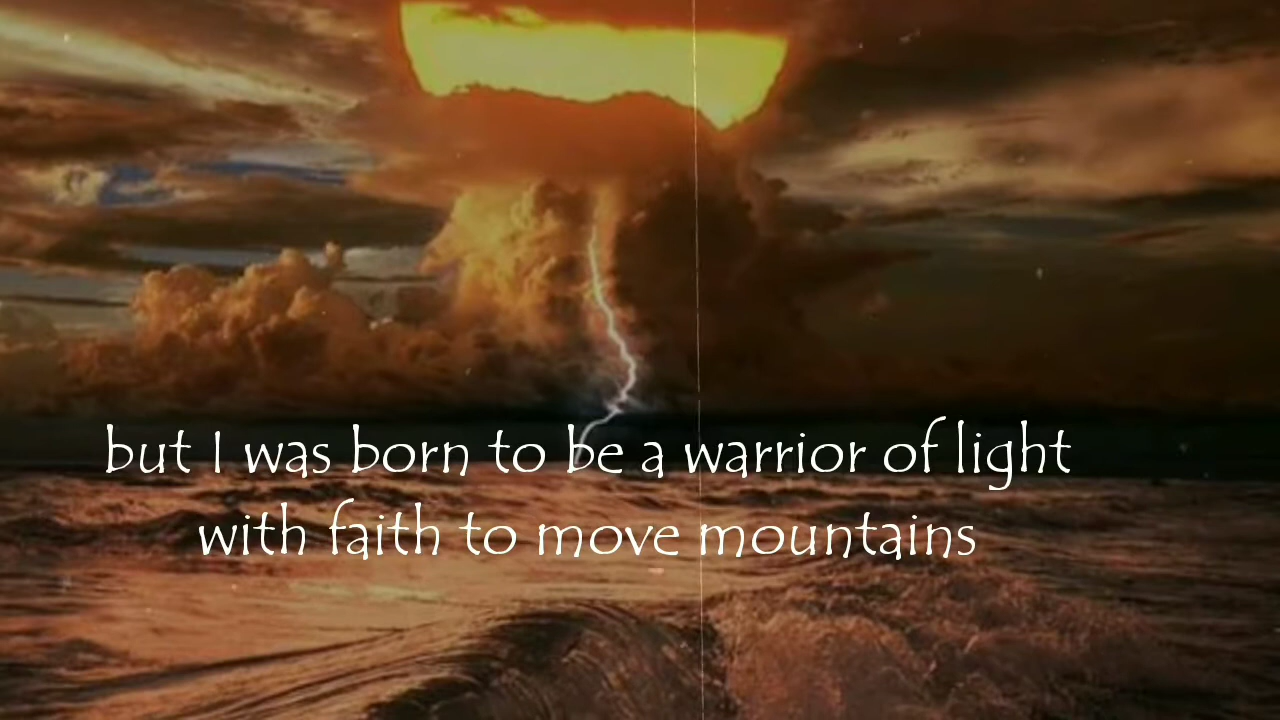 but I was born to be a warrior of light
with faith to move mountains